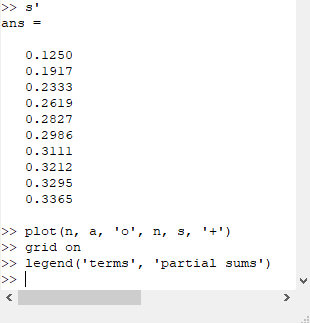 >> s'
ans =
0.1250
0.1917
0.2333
0.2619
0.2827
0.2986
0.3111
0.3212
0.3295
0.3365
>> plot(n, a, 'o', n, s, '+')
>> grid on
>> legend('terms', 'partial sums')
>>